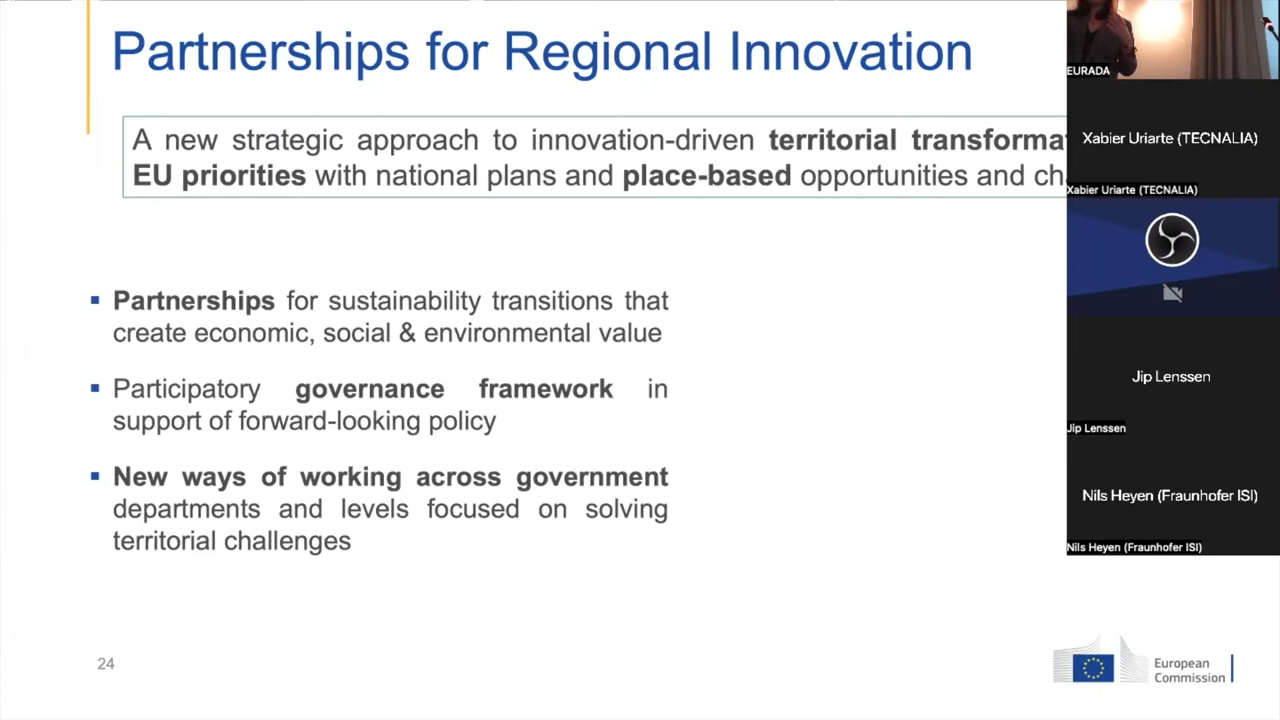 Partnerships for Regional Innovation
A new strategic approach to innovation-driven territorial
EU priorities with national plans and place-based opportunities and
Partnerships for sustainability transitions that
create economic, social & environmental value
Participatory governance framework in
support of forward-looking policy
New ways of working across government
departments and levels focused on solving
territorial challenges
24
European
Commission
EURADA
Xabier Uriarte (TECNALIA)
Xabier Uriarte (TECNALIA)
Jip Lenssen
Jip Lenssen
Nils Heyen (Fraunhofer ISI)
Nils Heyen (Fraunhofer ISI)